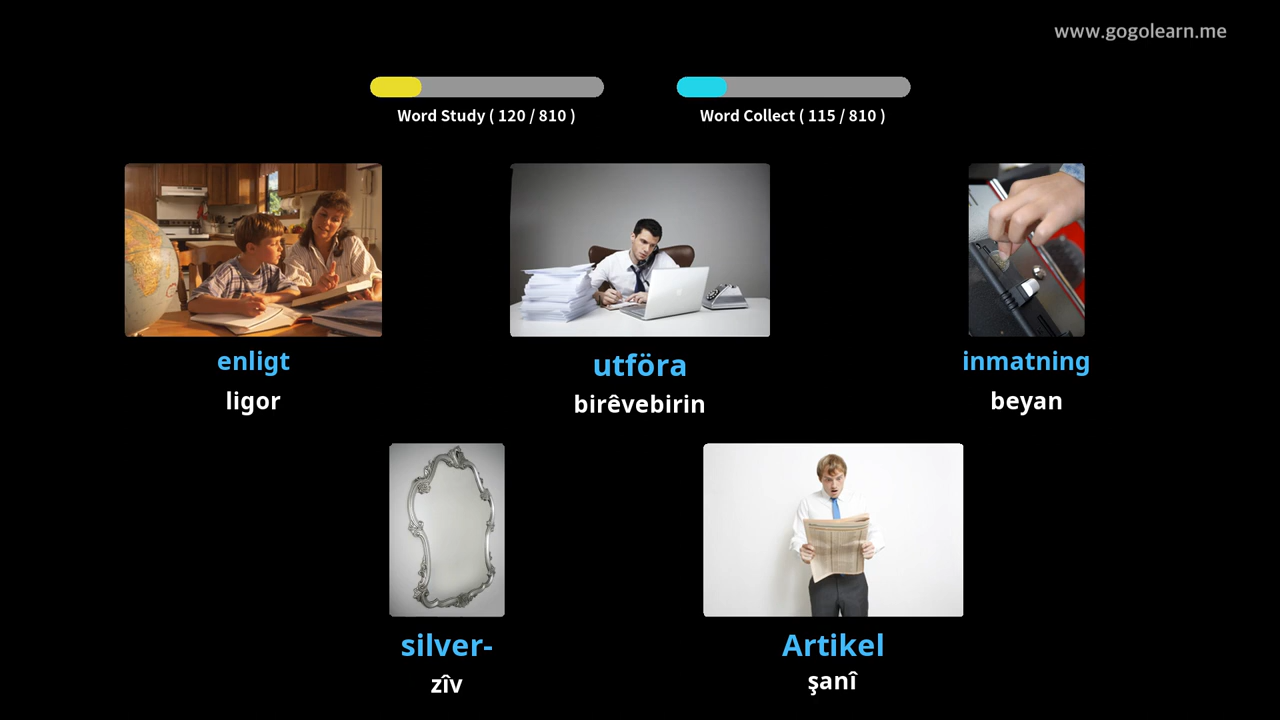 www.gogolearn.me
Word Study ( 120 / 810 )
Word Collect ( 115 / 810 )
enligt
ligor
utföra
birêvebirin
inmatning
beyan
silver-
zîv
Artikel
şanî